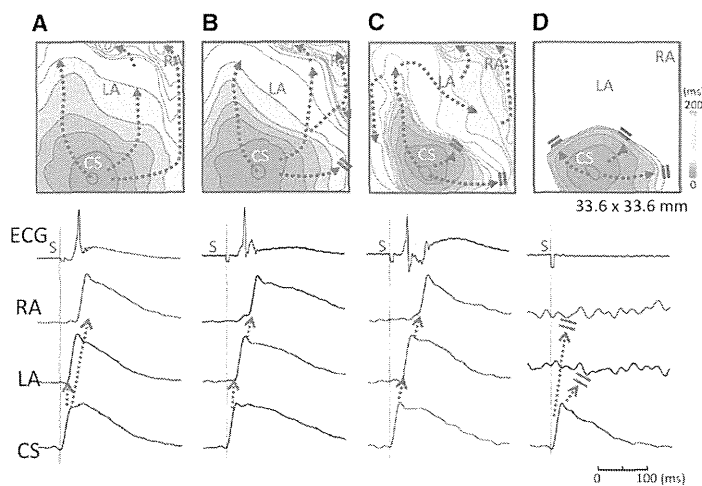 A B C D
RA RA RA RA
LA LA LA LA
CS CS CS CS
(ms)
200
0
33.6 x 33.6 mm
ECG S S S S
RA
LA
CS
0 100 (ms)